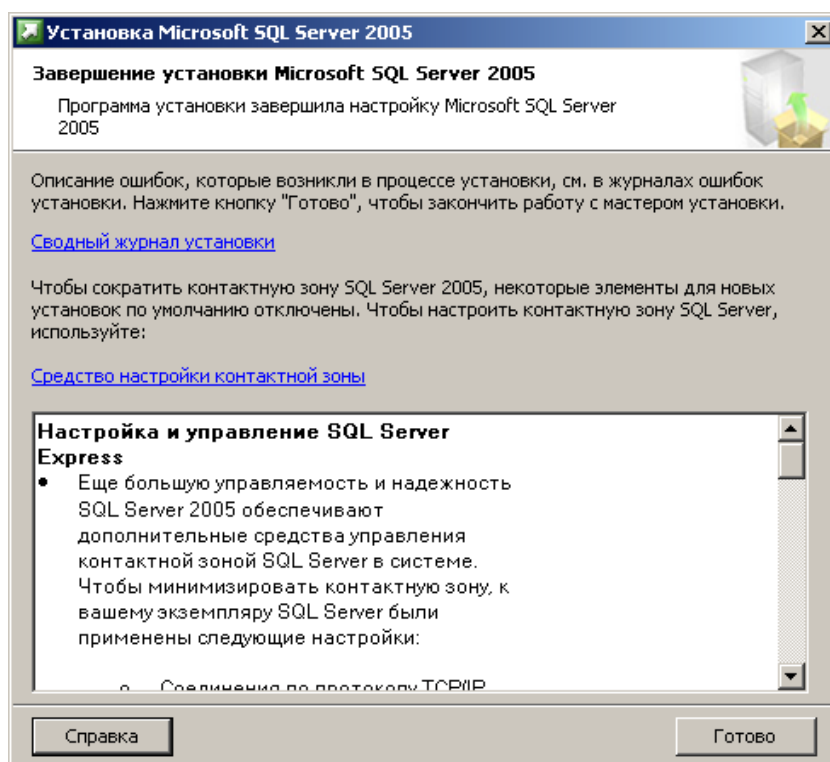 Установка Microsoft SQL Server 2005
Завершение установки Microsoft SQL Server 2005
Программа установки завершила настройку Microsoft SQL Server
2005
Описание ошибок, которые возникли в процессе установки, см. в журналах ошибок
установки. Нажмите кнопку "Готово", чтобы закончить работу с мастером установки.
Сводный журнал установки
Чтобы сократить контактную зону SQL Server 2005, некоторые элементы для новых
установок по умолчанию отключены. Чтобы настроить контактную зону SQL Server,
используйте:
Средство настройки контактной зоны
Настройка и управление SQL Server
Express
• Еще большую управляемость и надежность
SQL Server 2005 обеспечивают
дополнительные средства управления
контактной зоной SQL Server в системе.
Чтобы минимизировать контактную зону, к
вашему экземпляру SQL Server были
применены следующие настройки:
o Соединения по протоколу TCP/IP
Справка
Готово